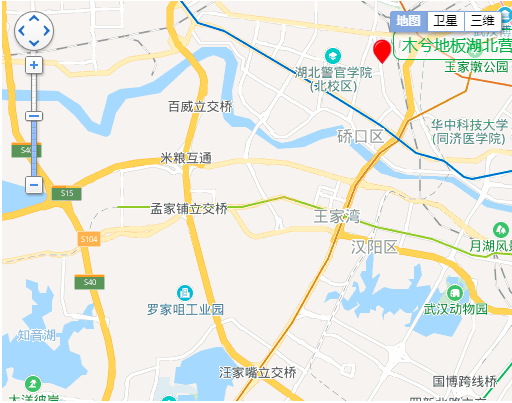 地图
卫星
三维
木兮地板湖北营
湖北警官学院
(北校区)
王家墩公园
百威立交桥
华中科技大学
(同济医学院)
硚口区
米粮互通
S15
孟家铺立交桥
王家湾
S104
汉阳区
月湖风景
S40
罗家咀工业园
武汉动物园
知音湖
汪家嘴立交桥
国博跨线桥